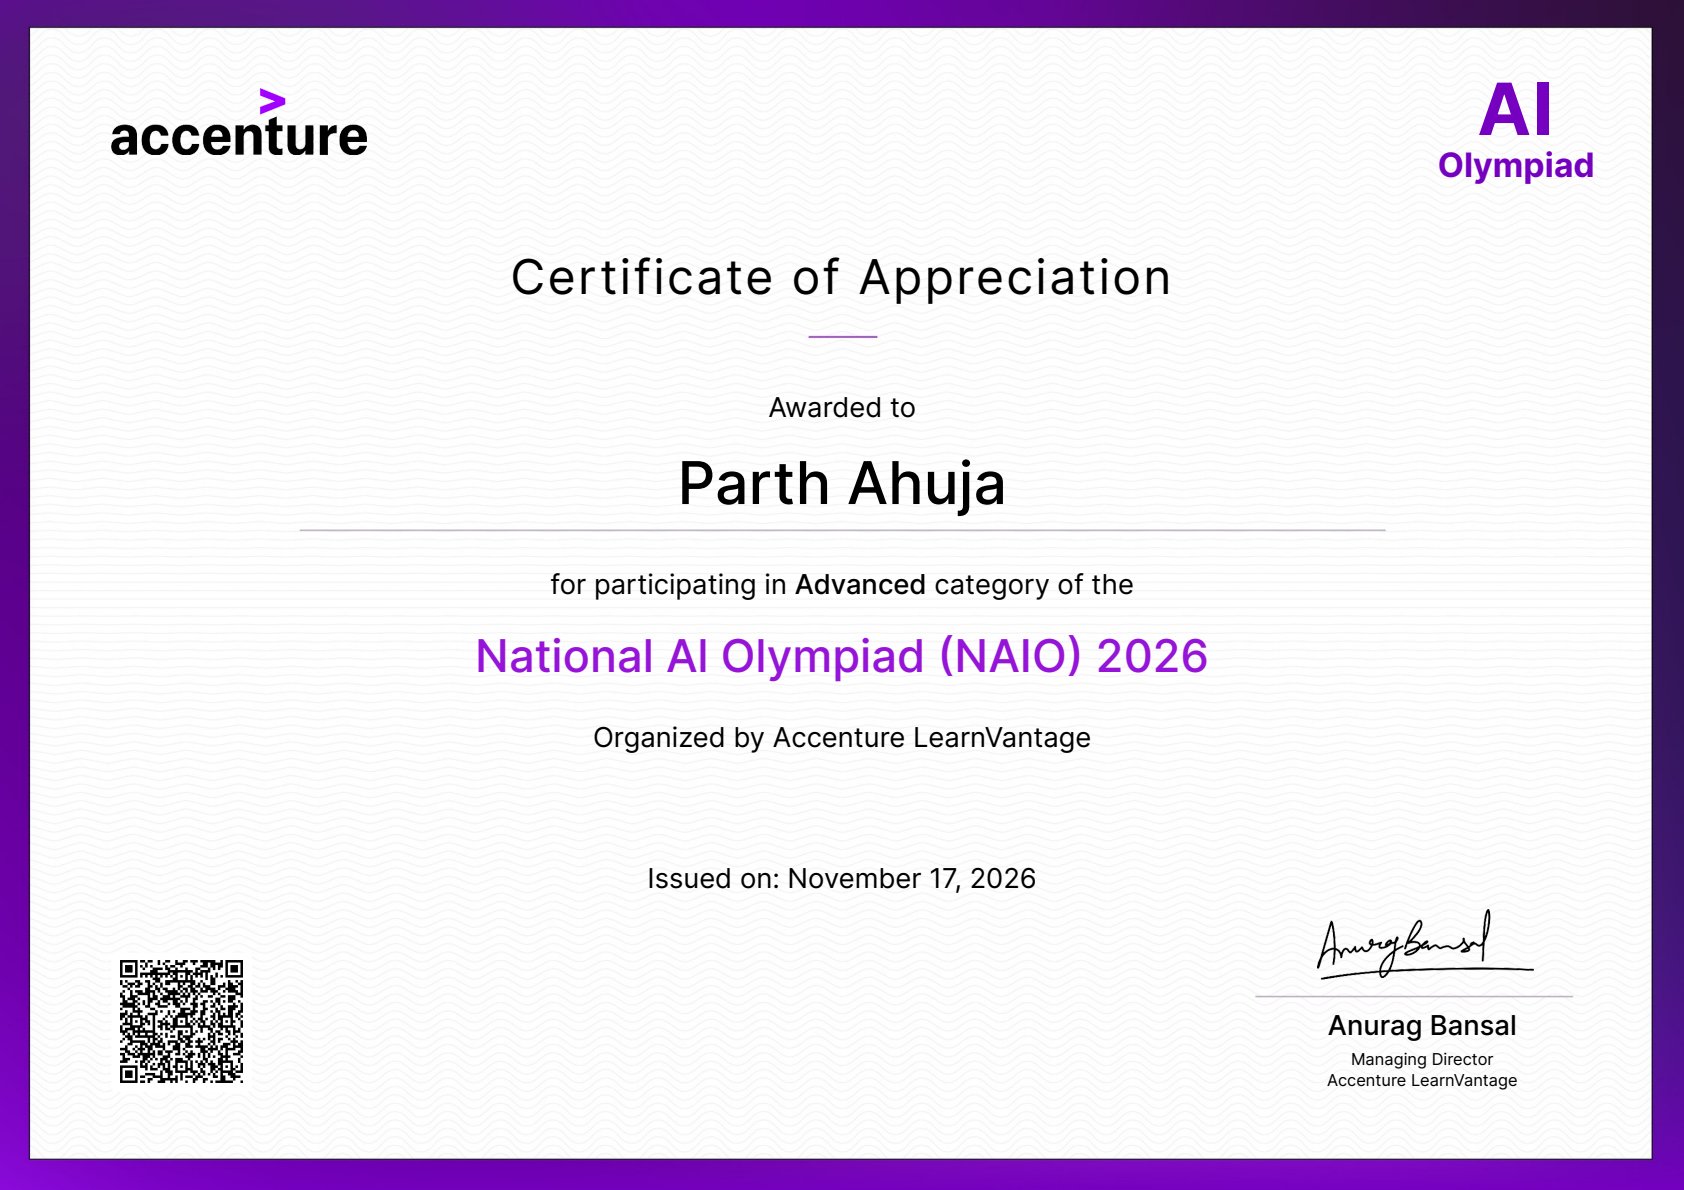 accenture
AI
Olympiad
Certificate of Appreciation
Awarded to
Parth Ahuja
for participating in Advanced category of the
National AI Olympiad (NAIO) 2026
Organized by Accenture LearnVantage
Issued on: November 17, 2026
Anurag Bansal
Anurag Bansal
Managing Director
Accenture LearnVantage